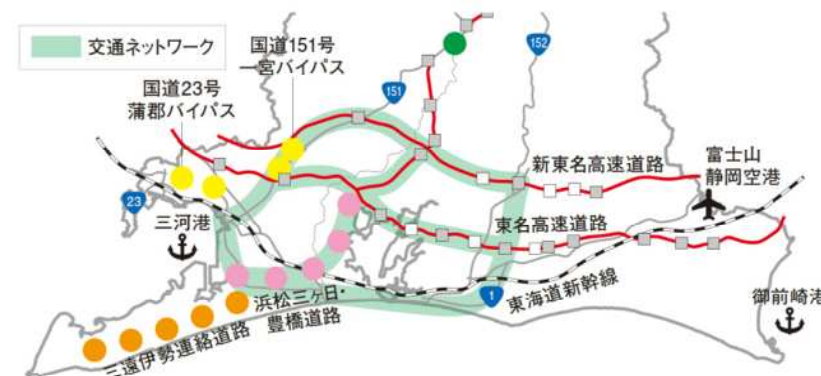 交通ネットワーク
国道151号
一宮バイパス
国道23号
蒲郡バイパス
152
151
新東名高速道路
富士山
静岡空港
23
三河港
東名高速道路
浜松三ヶ日・
豊橋道路
1
東海道新幹線
御前崎港
三遠伊勢連絡道路